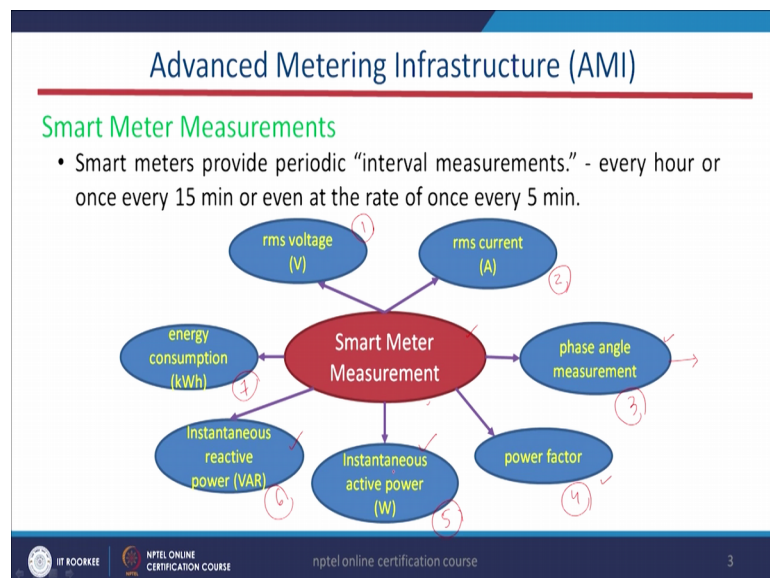 Advanced Metering Infrastructure (AMI)
Smart Meter Measurements
• Smart meters provide periodic “interval measurements.” - every hour or
once every 15 min or even at the rate of once every 5 min.
rms voltage
(V)
1
rms current
(A)
2
Smart Meter
Measurement
energy
consumption
(kWh)
7
phase angle
measurement
3
Instantaneous
reactive
power (VAR)
6
Instantaneous
active power
(W)
5
power factor
4
IIT ROORKEE
NPTEL ONLINE
CERTIFICATION COURSE
nptel online certification course
3